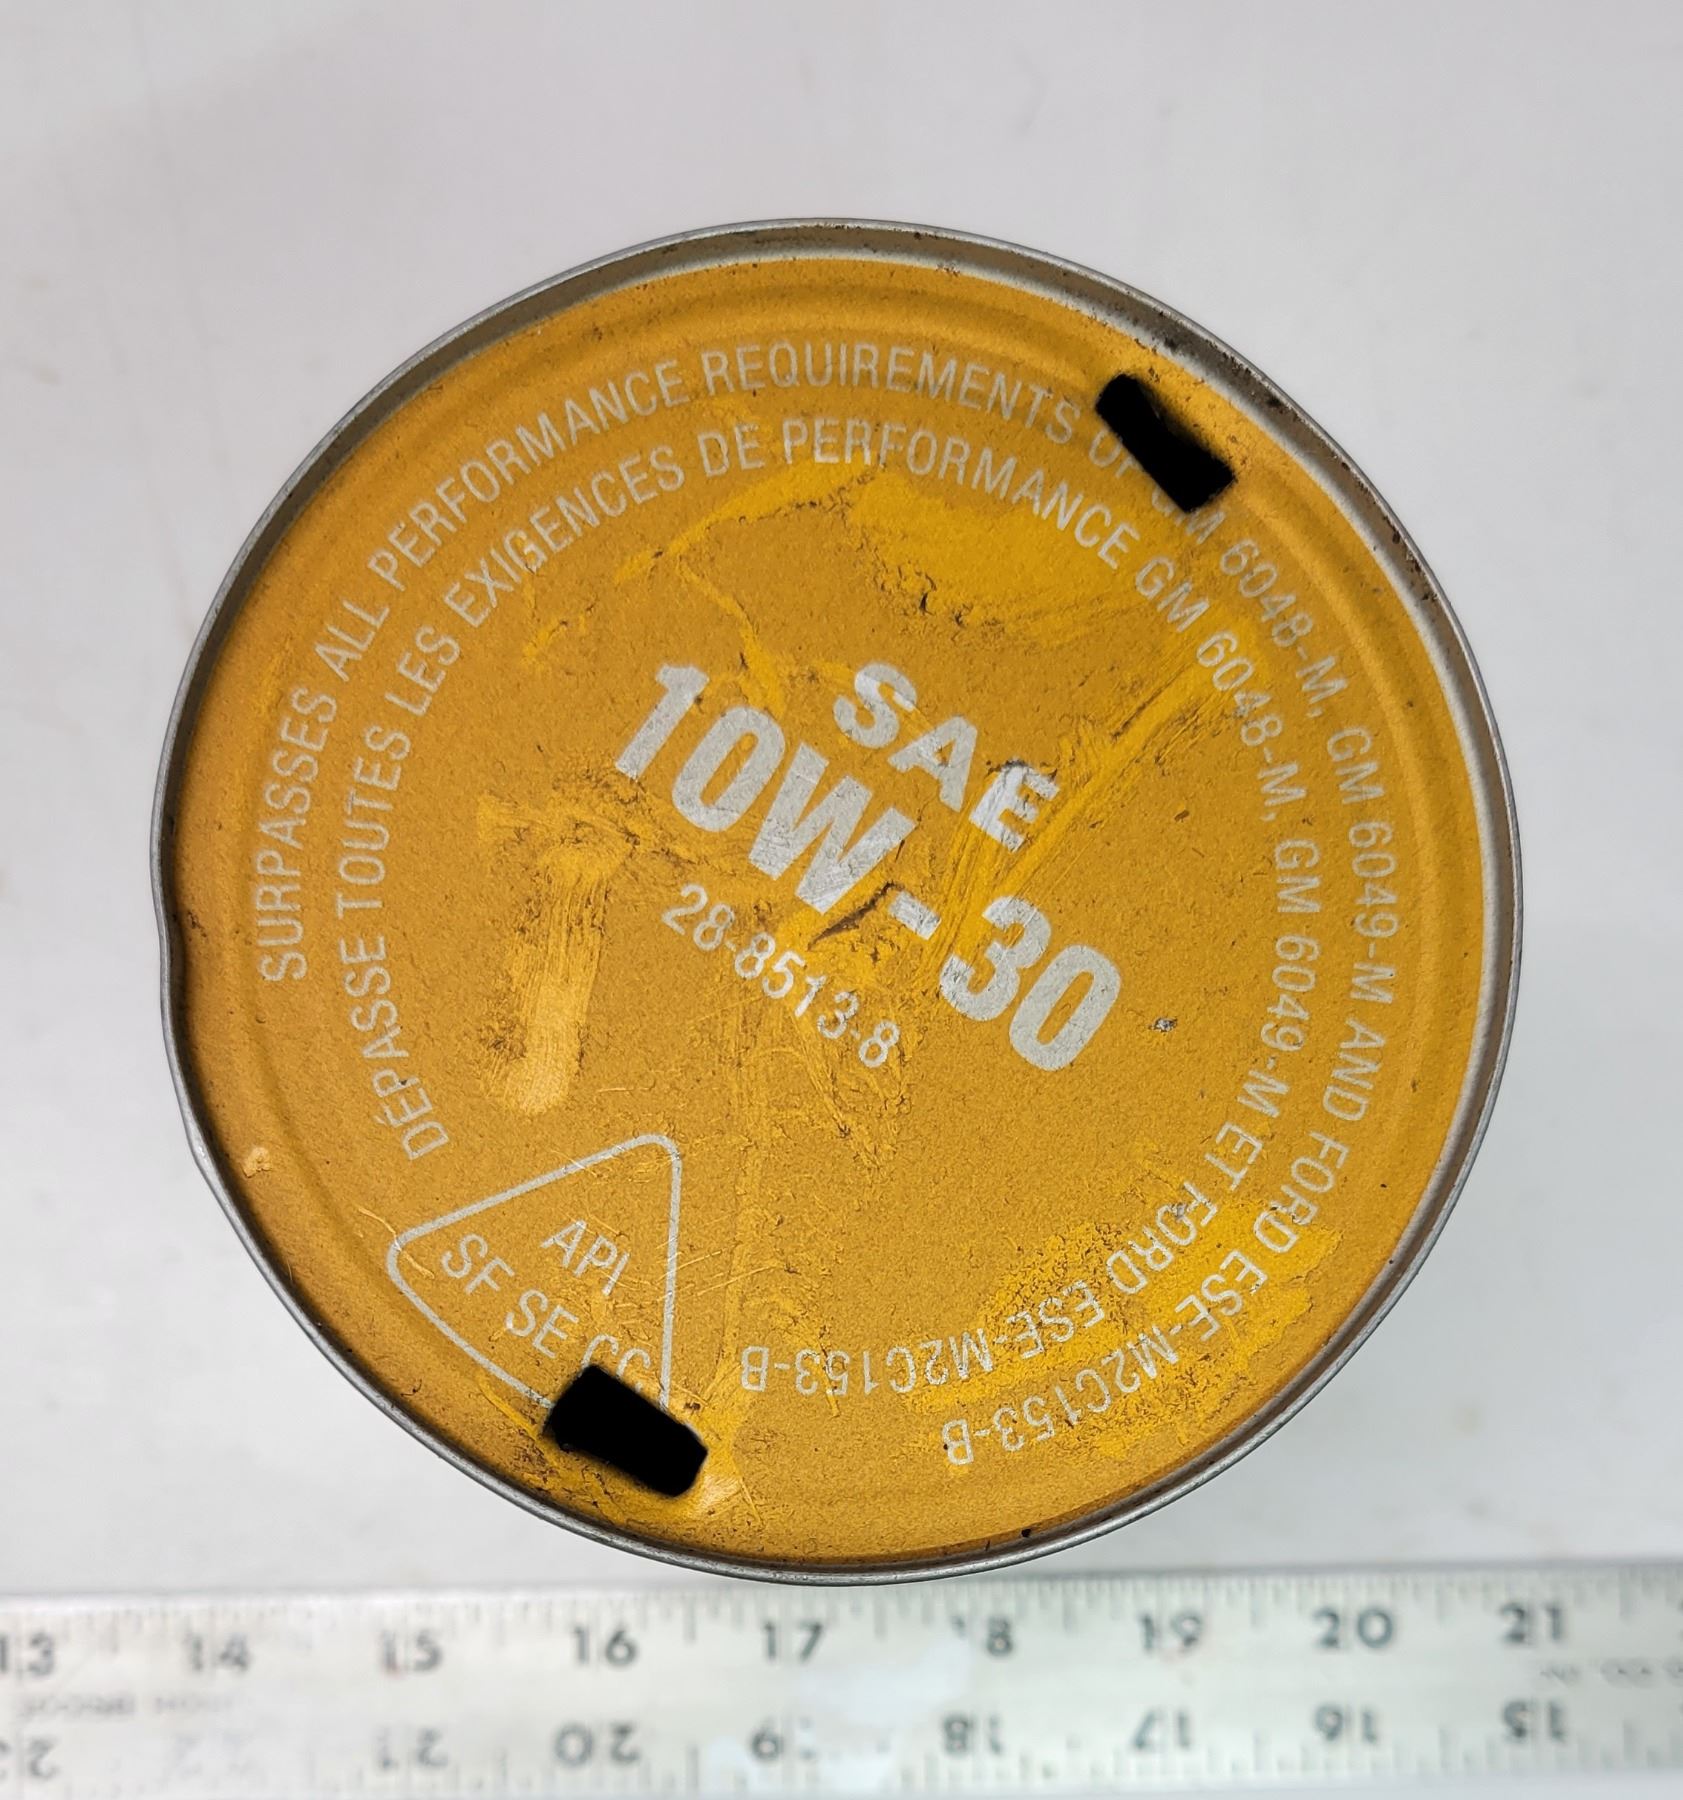 SURPASSES ALL PERFORMANCE REQUIREMENTS OF GM 6048-M, GM 6049-M AND FORD ESE-M2C153-B
DÉPASSE TOUTES LES EXIGENCES DE PERFORMANCE GM 6048-M, GM 6049-M ET FORD ESE-M2C153-B
SAE
10W-30
28-8513-8
API
SF SE CC
13 14 15 16 17 18 19 20 21
22 21 20 19 18 17 16 15